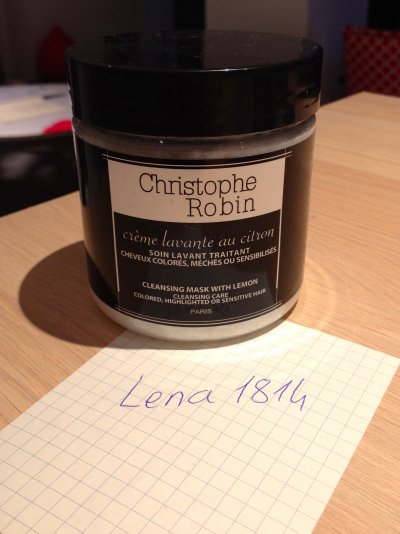 Christophe
Robin
crème lavante au citron
SOIN LAVANT TRAITANT
CHEVEUX COLORÉS, MÉCHÉS OU SENSIBILISÉS
CLEANSING MASK WITH LEMON
CLEANSING CARE
COLORED, HIGHLIGHTED OR SENSITIVE HAIR
PARIS
Lena 1814